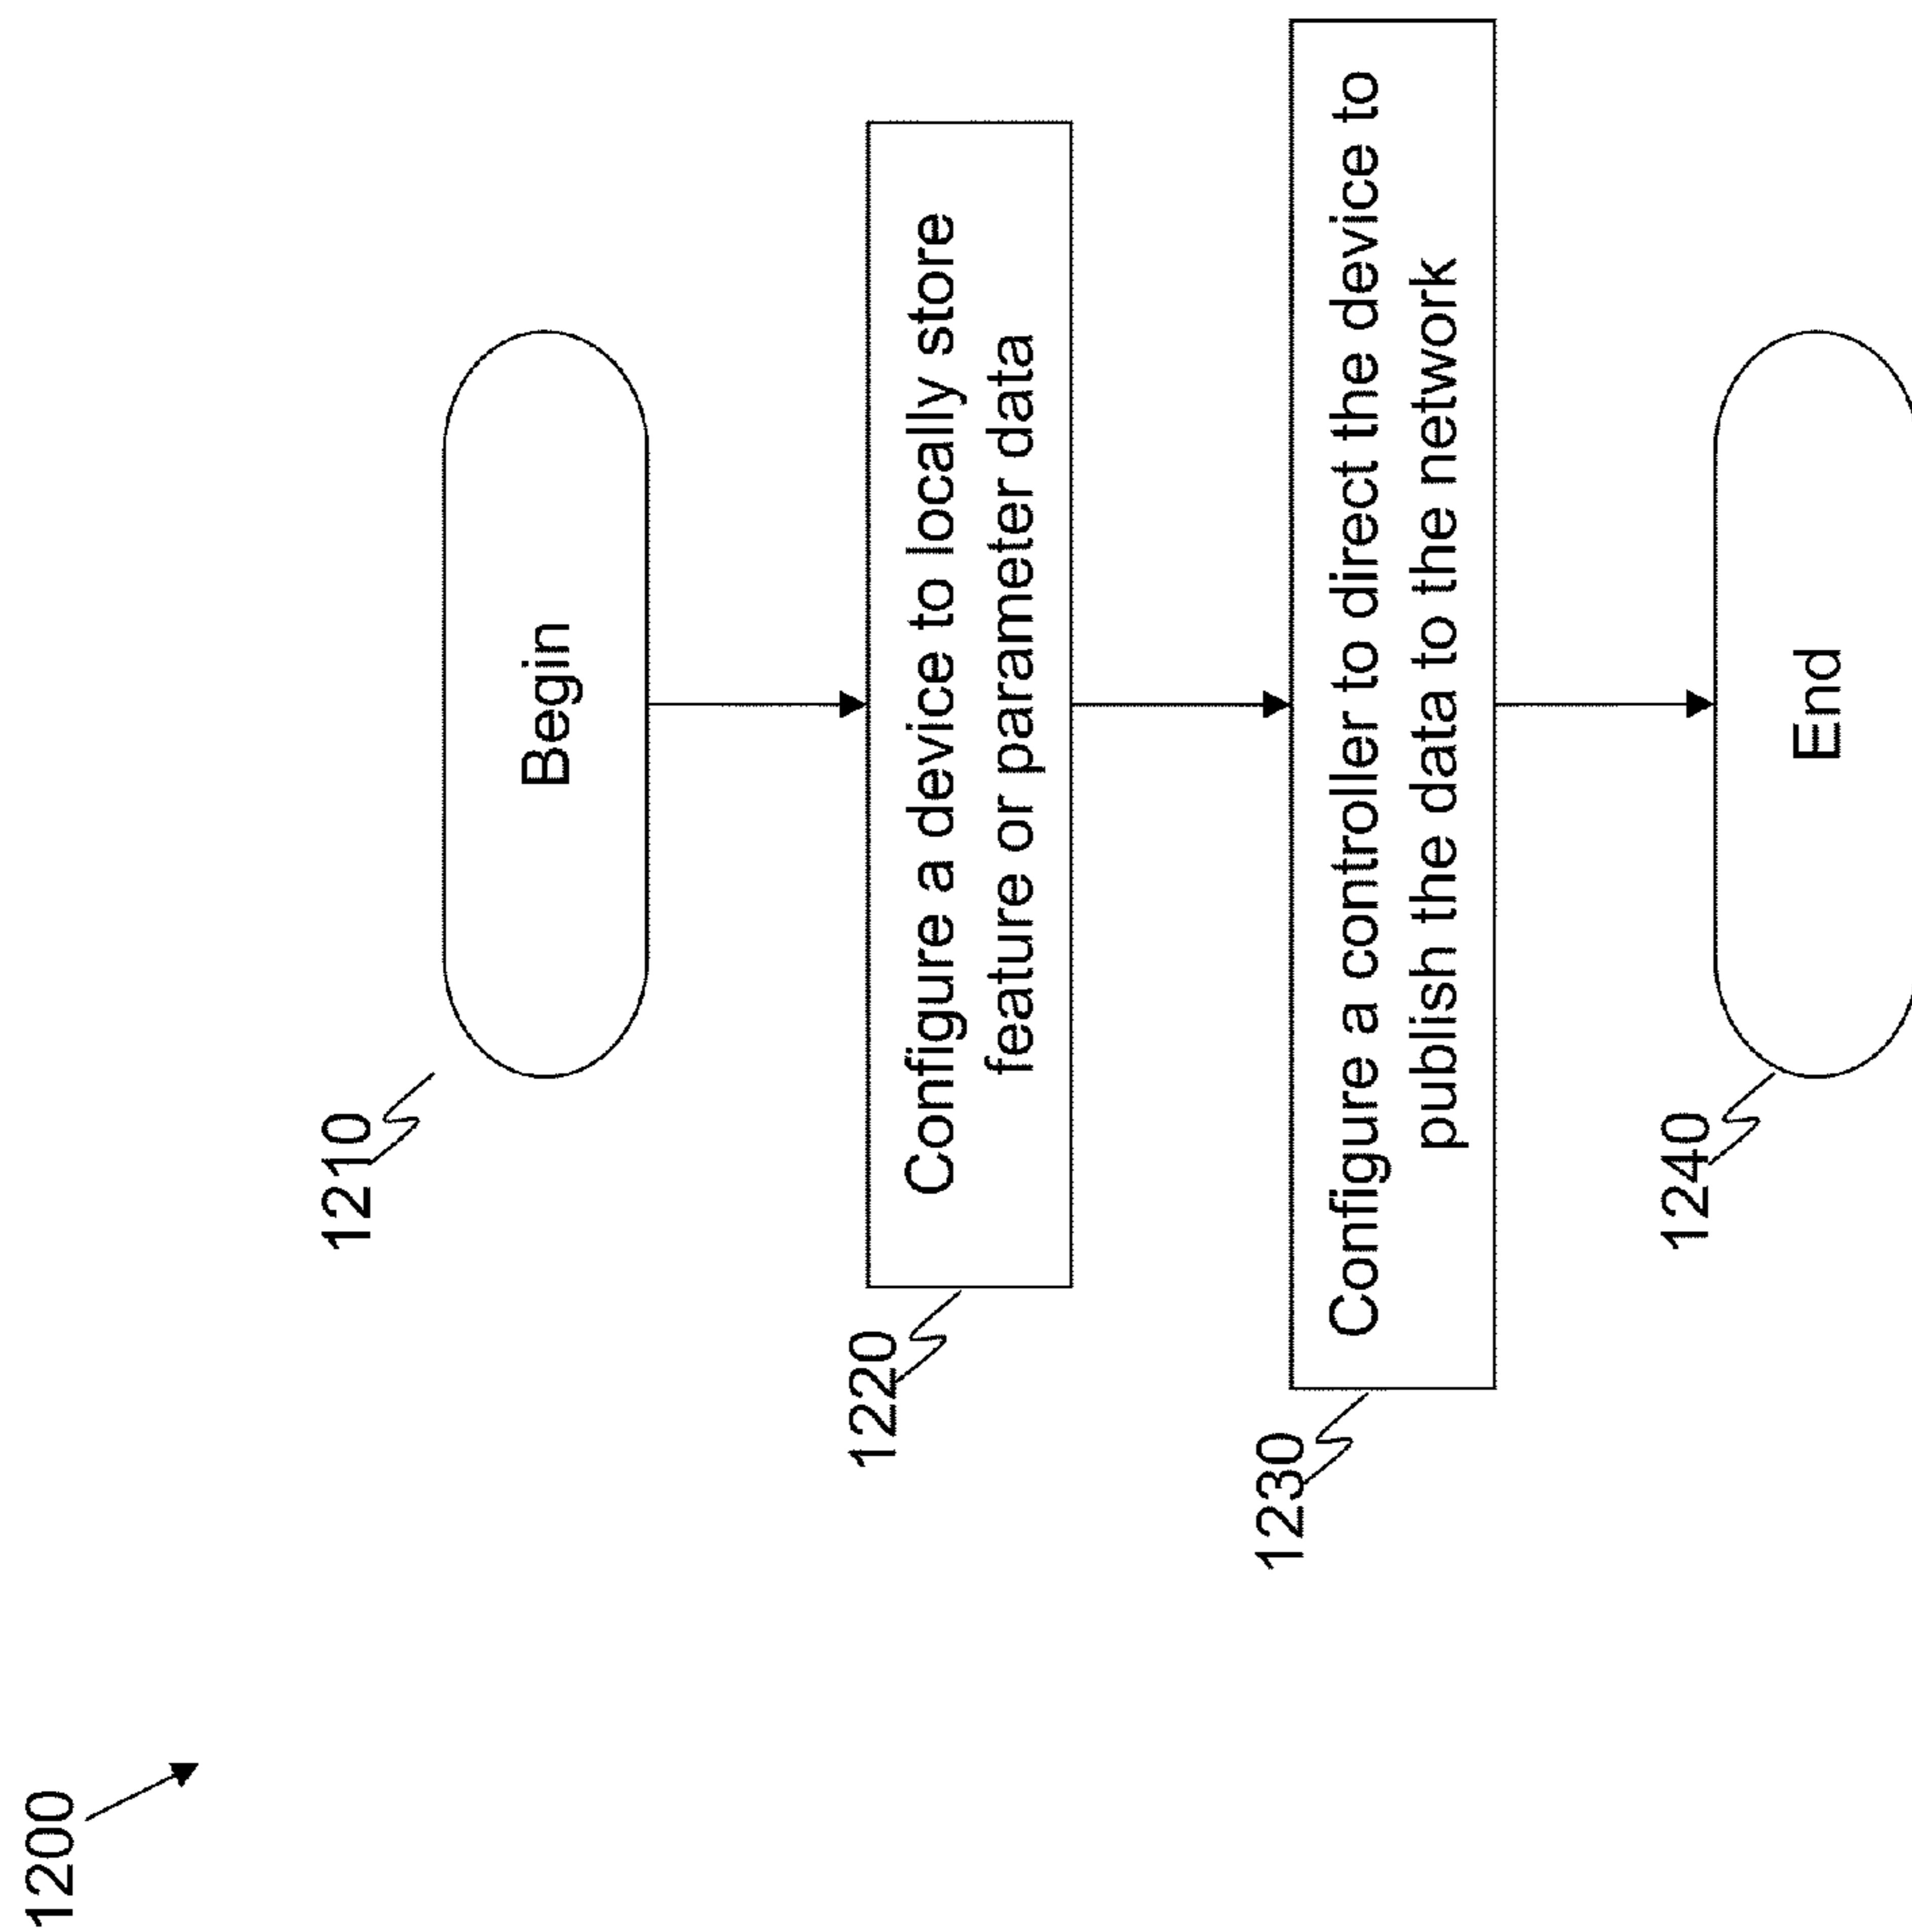 1200
1210
Begin
1220
Configure a device to locally store
feature or parameter data
1230
Configure a controller to direct the device to
publish the data to the network
1240
End